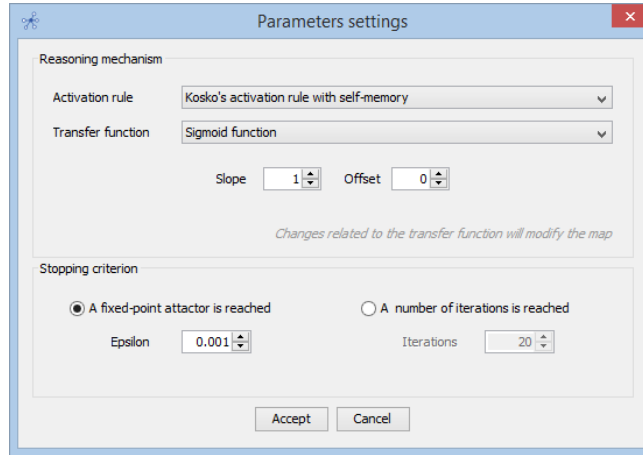 Parameters settings
Reasoning mechanism
Activation rule Kosko's activation rule with self-memory
Transfer function Sigmoid function
Slope 1 Offset 0
Changes related to the transfer function will modify the map
Stopping criterion
A fixed-point attactor is reached A number of iterations is reached
Epsilon 0.001 Iterations 20
Accept Cancel